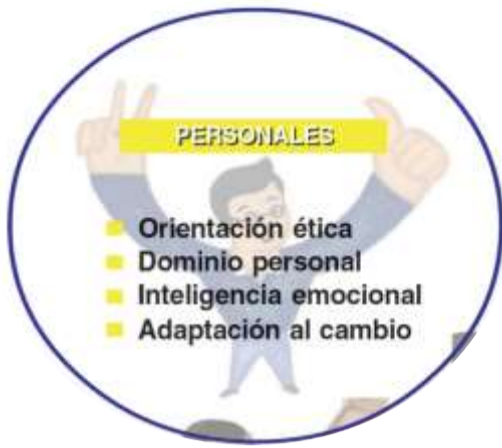 PERSONALES
Orientación ética
Dominio personal
Inteligencia emocional
Adaptación al cambio